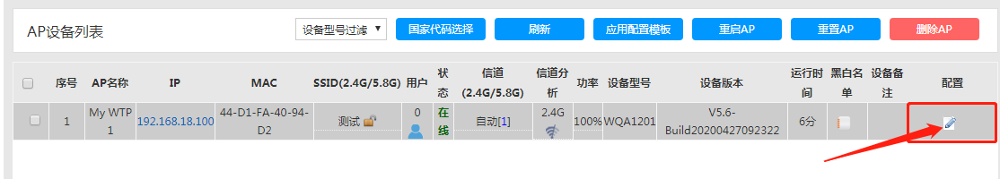 AP设备列表
设备型号过滤
国家代码选择
刷新
应用配置模板
重启AP
重置AP
删除AP
序号
AP名称
IP
MAC
SSID(2.4G/5.8G)
用户
状
态
信道
(2.4G/5.8G)
信道分
析
功率
设备型号
设备版本
运行时
间
黑白名
单
设备备
注
配置
1
My WTP
1
192.168.18.100
44-D1-FA-40-94-
D2
测试
0
在
线
自动[1]
2.4G
100%
WQA1201
V5.6-
Build20200427092322
6分